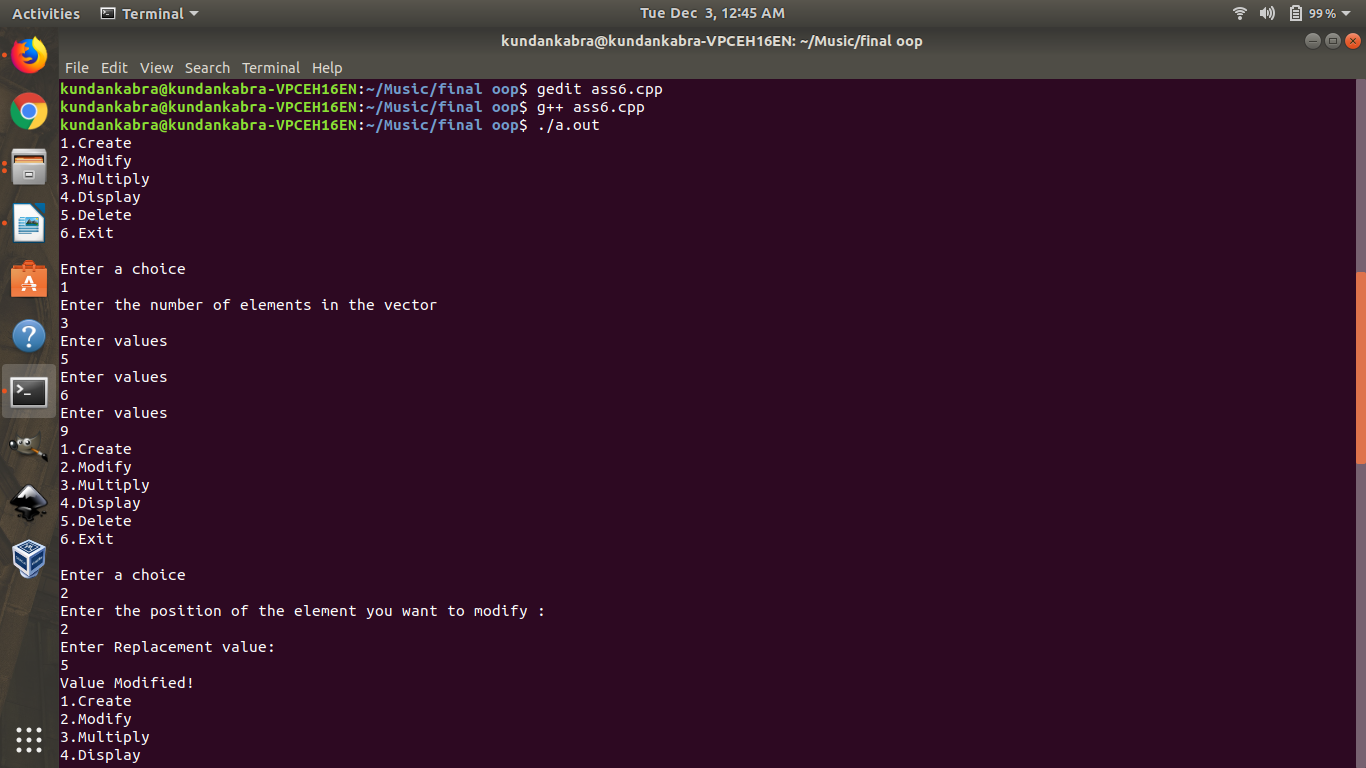 Activities Terminal Tue Dec 3, 12:45 AM 99%
kundankabra@kundankabra-VPCEH16EN: ~/Music/final oop
File Edit View Search Terminal Help
kundankabra@kundankabra-VPCEH16EN:~/Music/final oop$ gedit ass6.cpp
kundankabra@kundankabra-VPCEH16EN:~/Music/final oop$ g++ ass6.cpp
kundankabra@kundankabra-VPCEH16EN:~/Music/final oop$ ./a.out
1.Create
2.Modify
3.Multiply
4.Display
5.Delete
6.Exit
Enter a choice
1
Enter the number of elements in the vector
3
Enter values
5
Enter values
6
Enter values
9
1.Create
2.Modify
3.Multiply
4.Display
5.Delete
6.Exit
Enter a choice
2
Enter the position of the element you want to modify :
2
Enter Replacement value:
5
Value Modified!
1.Create
2.Modify
3.Multiply
4.Display